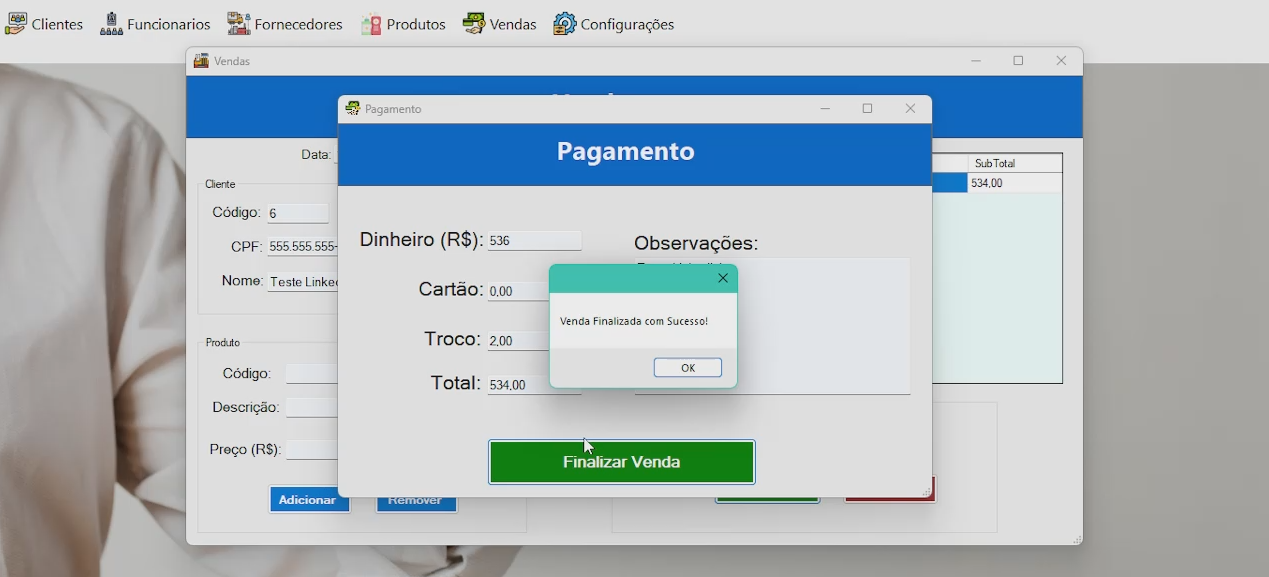 Clientes Funcionarios Fornecedores Produtos Vendas Configurações
Vendas
Pagamento
Pagamento
Data:
Cliente
Código: 6
CPF: 555.555.555-
Nome: Teste
Produto
Código:
Descrição:
Preço (R$):
Adicionar Remover
SubTotal
534,00
Dinheiro (R$): 536
Cartão: 0,00
Troco: 2,00
Total: 534,00
Observações:
Venda Finalizada com Sucesso!
OK
Finalizar Venda